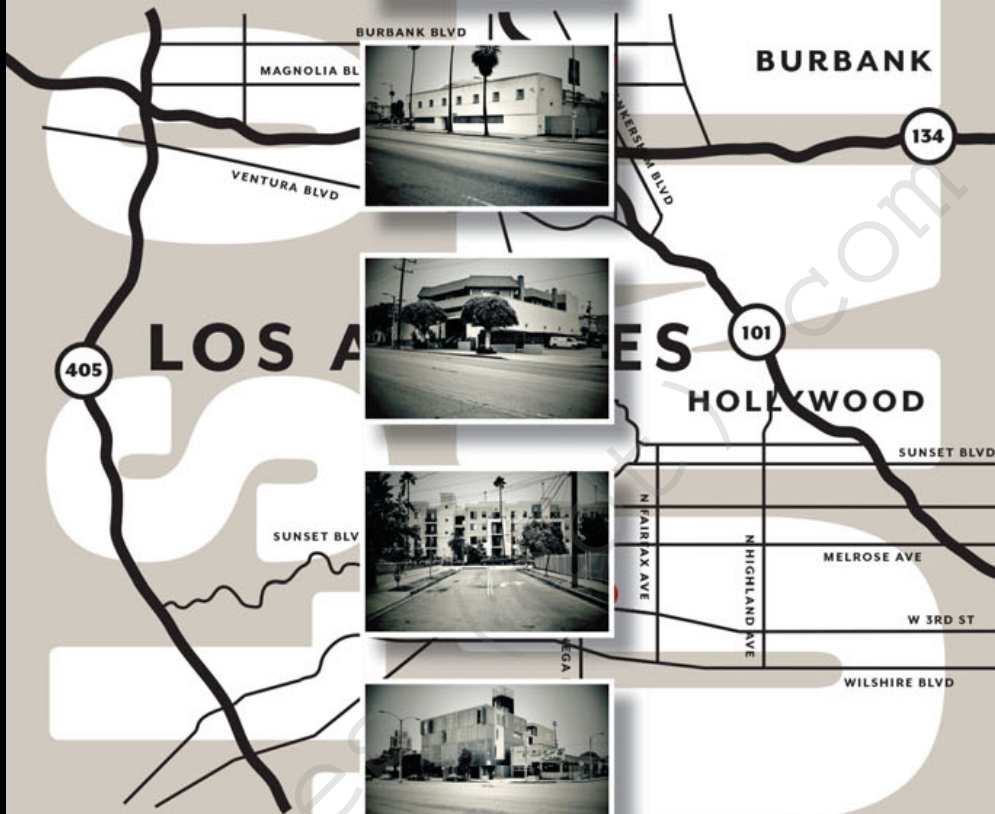 BURBANK BLVD
MAGNOLIA BL
BURBANK
134
VENTURA BLVD
LOS A
ES
101
405
HOLLYWOOD
SUNSET BLVD
SUNSET BLV
N FAIRFAX AVE
N HIGHLAND AVE
MELROSE AVE
W 3RD ST
WILSHIRE BLVD